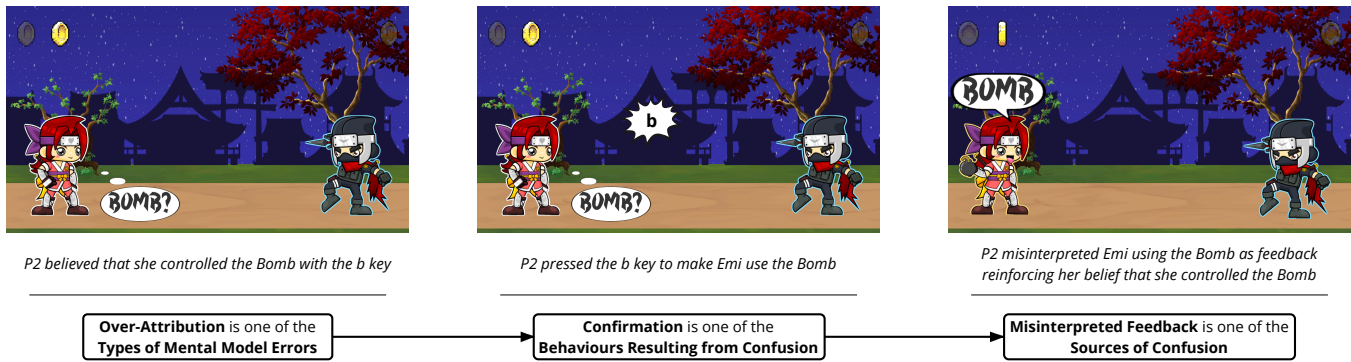 BOMB?
b
BOMB?
BOMB
P2 believed that she controlled the Bomb with the b key
P2 pressed the b key to make Emi use the Bomb
P2 misinterpreted Emi using the Bomb as feedback
reinforcing her belief that she controlled the Bomb
Over-Attribution is one of the
Types of Mental Model Errors
Confirmation is one of the
Behaviours Resulting from Confusion
Misinterpreted Feedback is one of the
Sources of Confusion